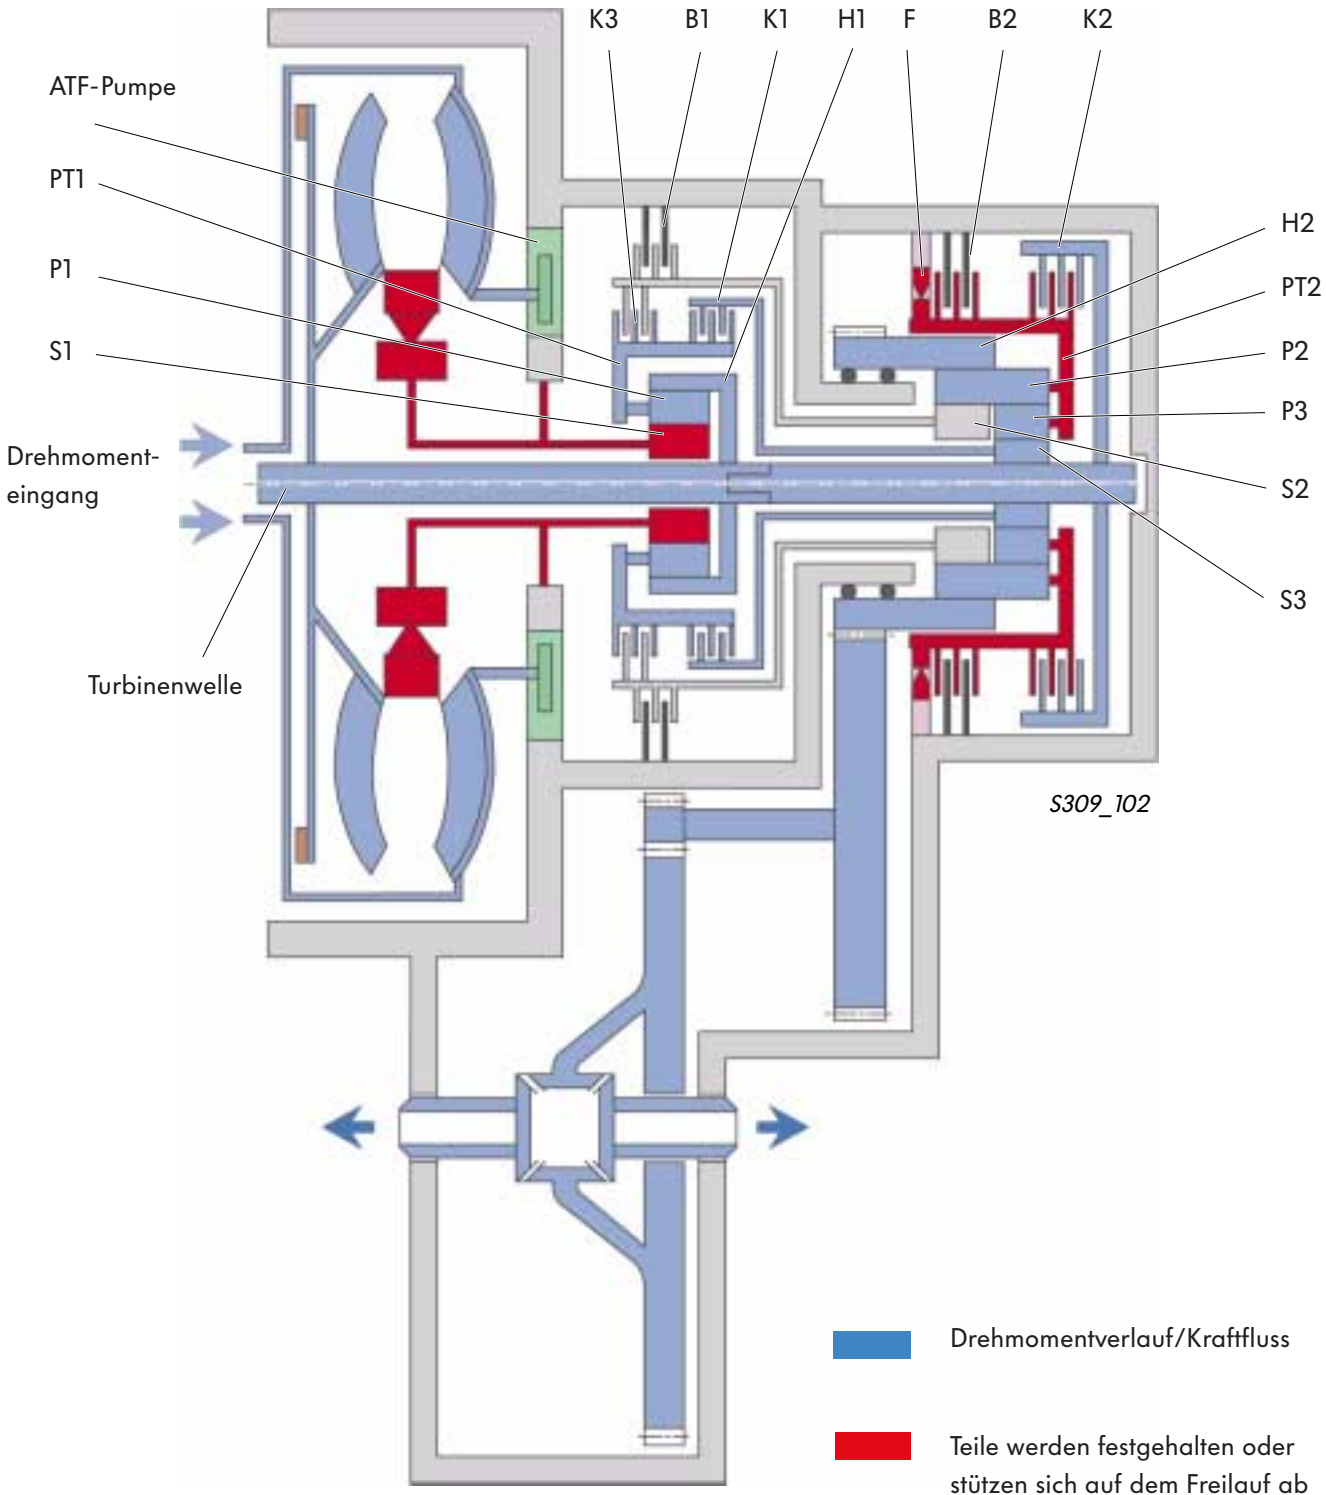 K3
B1
K1
H1
F
B2
K2
ATF-Pumpe
PT1
P1
S1
Drehmoment-
eingang
Turbinenwelle
H2
PT2
P2
P3
S2
S3
S309_102
Drehmomentverlauf/Kraftfluss
Teile werden festgehalten oder
stützen sich auf dem Freilauf ab